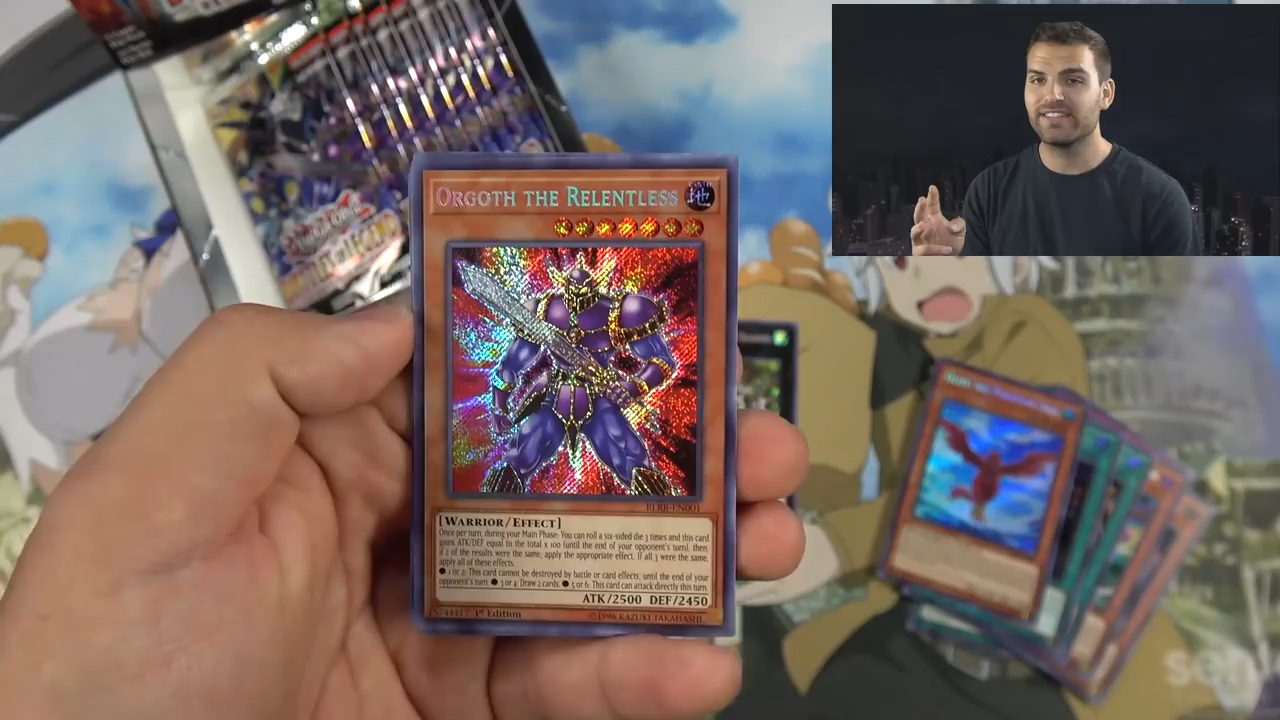 ORGOTH THE RELENTLESS
BLRR-EN001
[WARRIOR/EFFECT]
Once per turn, during your Main Phase: You can roll a six-sided die 3 times and this card
gains ATK/DEF equal to the total x 100 (until the end of your opponent's turn), then
if 2 of the results were the same, apply the appropriate effect. If all 3 were the same,
apply all of these effects.
● 1 or 2: This card cannot be destroyed by battle or card effects, until the end of your
opponent's turn. ● 3 or 4: Draw 2 cards. ● 5 or 6: This card can attack directly this turn.
ATK/2500 DEF/2450
1st Edition
©1996 KAZUKI TAKAHASHI